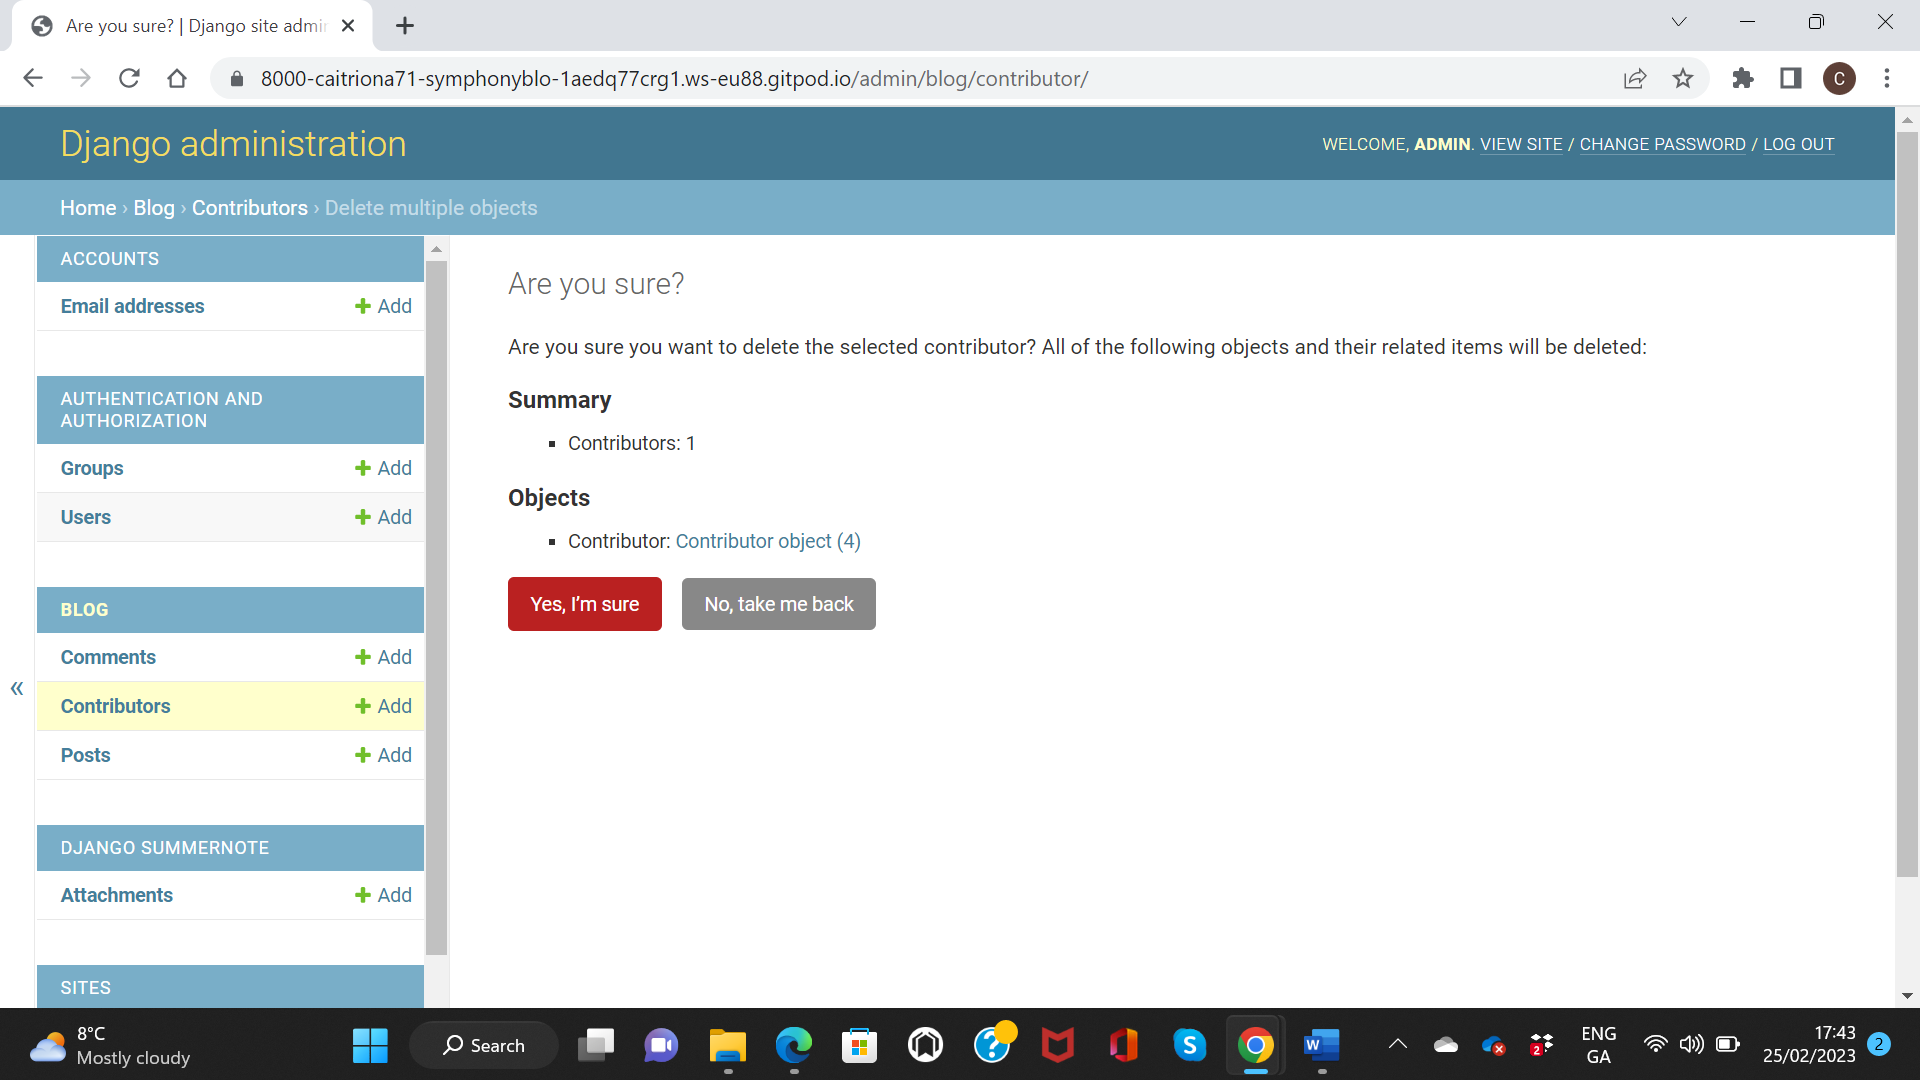 Are you sure? | Django site admin
8000-caitriona71-symphonyblo-1aedq77crg1.ws-eu88.gitpod.io/admin/blog/contributor/
C
Django administration
WELCOME, ADMIN. VIEW SITE / CHANGE PASSWORD / LOG OUT
Home › Blog › Contributors › Delete multiple objects
ACCOUNTS
Email addresses
Add
AUTHENTICATION AND
AUTHORIZATION
Groups
Add
Users
Add
BLOG
Comments
Add
«
Contributors
Add
Posts
Add
DJANGO SUMMERNOTE
Attachments
Add
SITES
Are you sure?
Are you sure you want to delete the selected contributor? All of the following objects and their related items will be deleted:
Summary
Contributors: 1
Objects
Contributor: Contributor object (4)
Yes, I’m sure
No, take me back
8°C
Mostly cloudy
Search
?
S
W
2
ENG
GA
17:43
25/02/2023
2